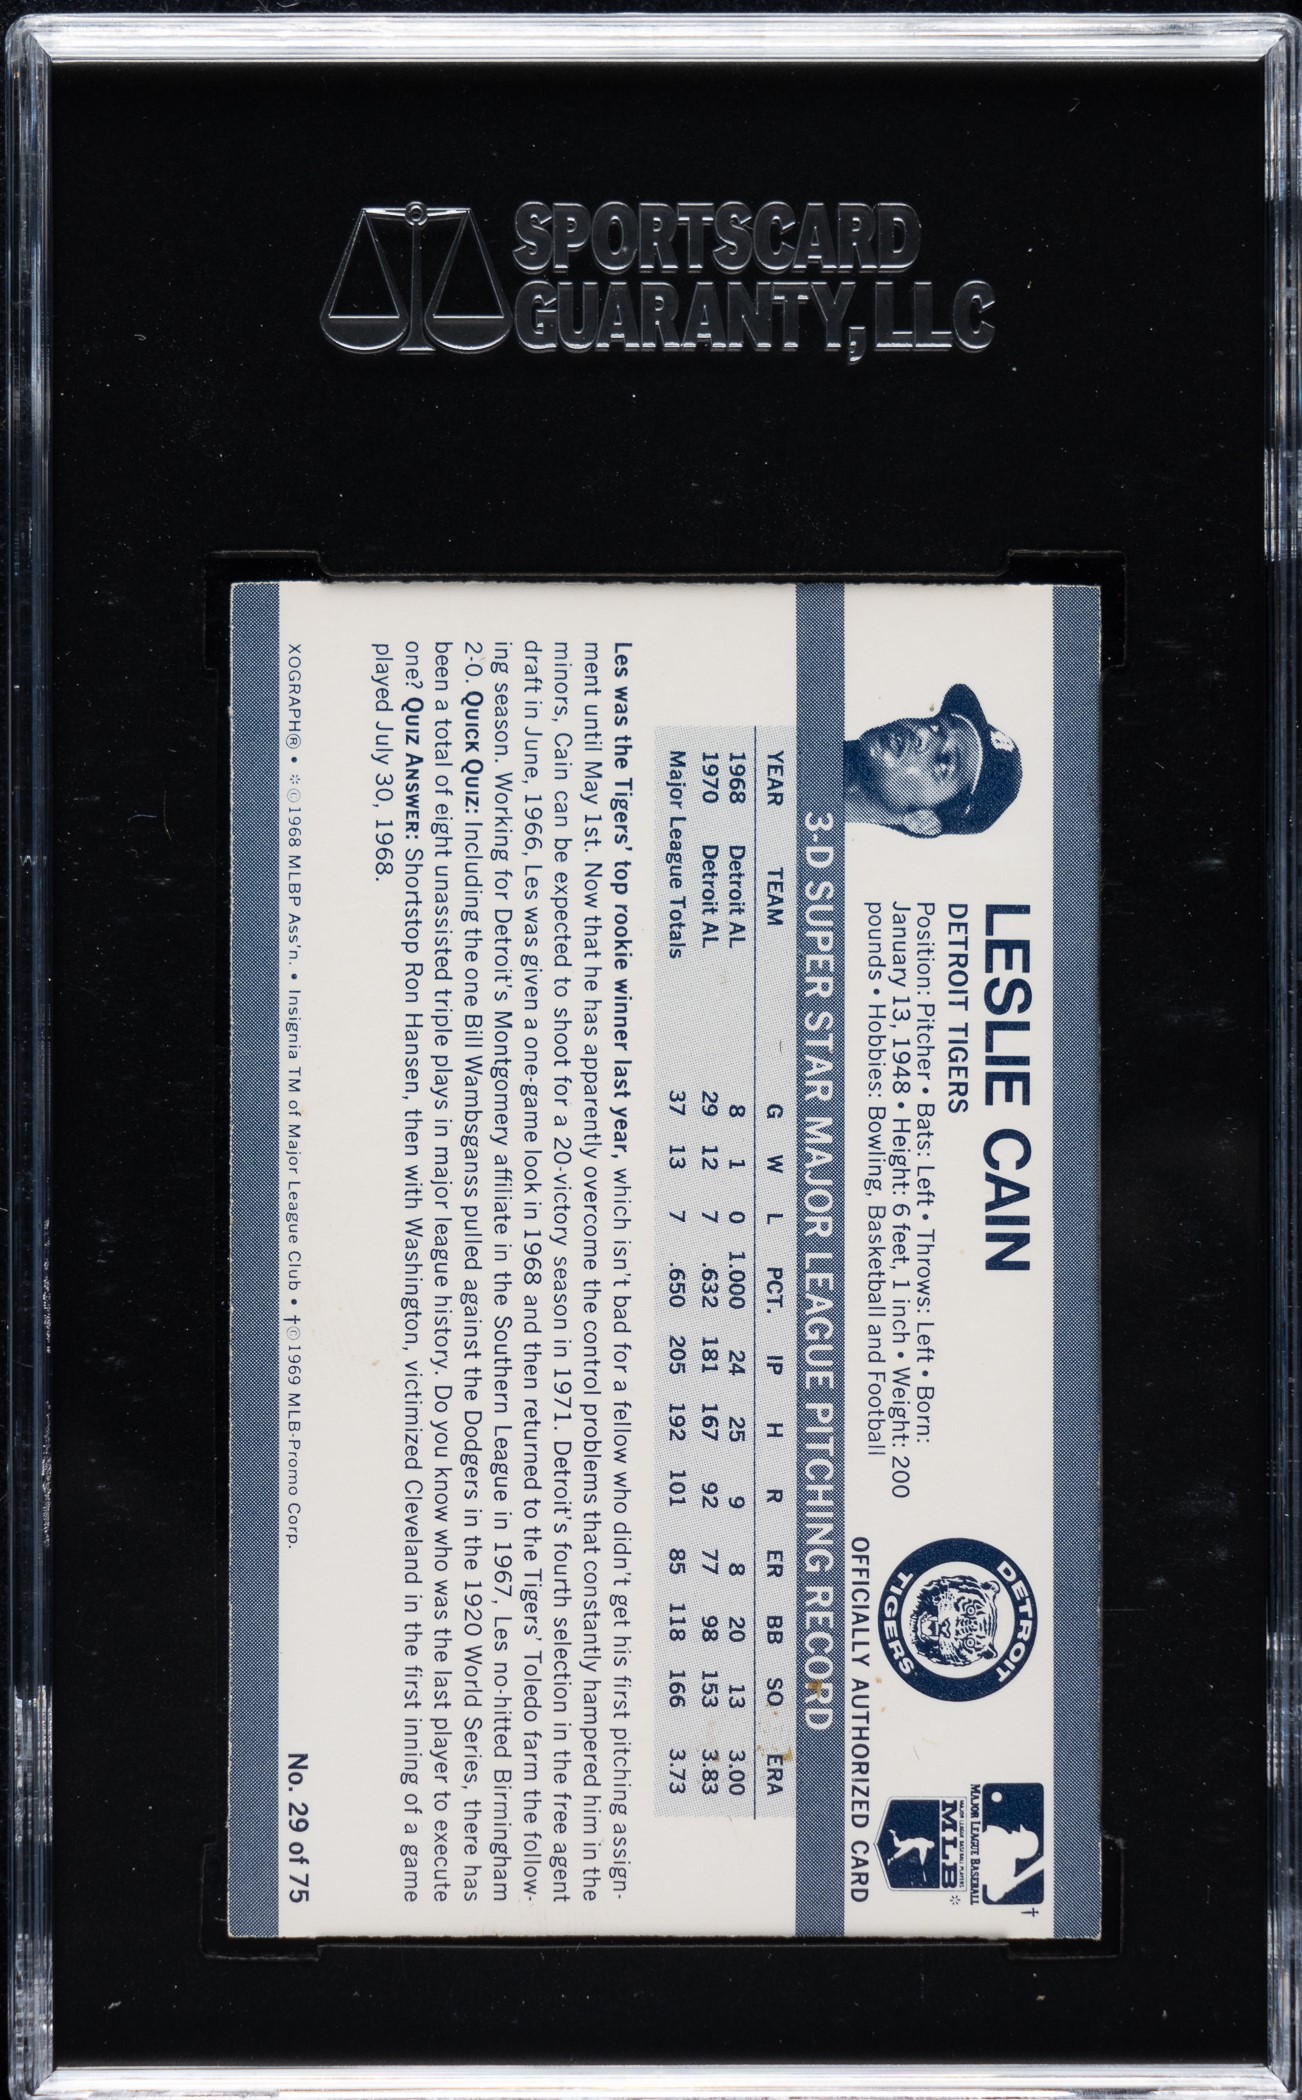 SPORTSCARD
GUARANTY, LLC
LESLIE CAIN
DETROIT TIGERS
Position: Pitcher • Bats: Left • Throws: Left • Born:
January 13, 1948 • Height: 6 feet, 1 inch • Weight: 200
pounds • Hobbies: Bowling, Basketball and Football
DETROIT
TIGERS
†
MAJOR LEAGUE BASEBALL
MAJOR LEAGUE BASEBALL PLAYERS
MLB
*
OFFICIALLY AUTHORIZED CARD
3-D SUPER STAR MAJOR LEAGUE PITCHING RECORD
YEAR TEAM G W L PCT. IP H R ER BB SO ERA
1968 Detroit AL 8 1 0 1.000 24 25 9 8 20 13 3.00
1970 Detroit AL 29 12 7 .632 181 167 92 77 98 153 3.83
Major League Totals 37 13 7 .650 205 192 101 85 118 166 3.73
Les was the Tigers' top rookie winner last year, which isn't bad for a fellow who didn't get his first pitching assign-
ment until May 1st. Now that he has apparently overcome the control problems that constantly hampered him in the
minors, Cain can be expected to shoot for a 20-victory season in 1971. Detroit's fourth selection in the free agent
draft in June, 1966, Les was given a one-game look in 1968 and then returned to the Tigers' Toledo farm the follow-
ing season. Working for Detroit's Montgomery affiliate in the Southern League in 1967, Les no-hitted Birmingham
2-0. QUICK QUIZ: Including the one Bill Wambsganss pulled against the Dodgers in the 1920 World Series, there has
been a total of eight unassisted triple plays in major league history. Do you know who was the last player to execute
one? QUIZ ANSWER: Shortstop Ron Hansen, then with Washington, victimized Cleveland in the first inning of a game
played July 30, 1968.
XOGRAPH® • *©1968 MLBP Ass'n. • Insignia TM of Major League Club • †©1969 MLB-Promo Corp.
No. 29 of 75